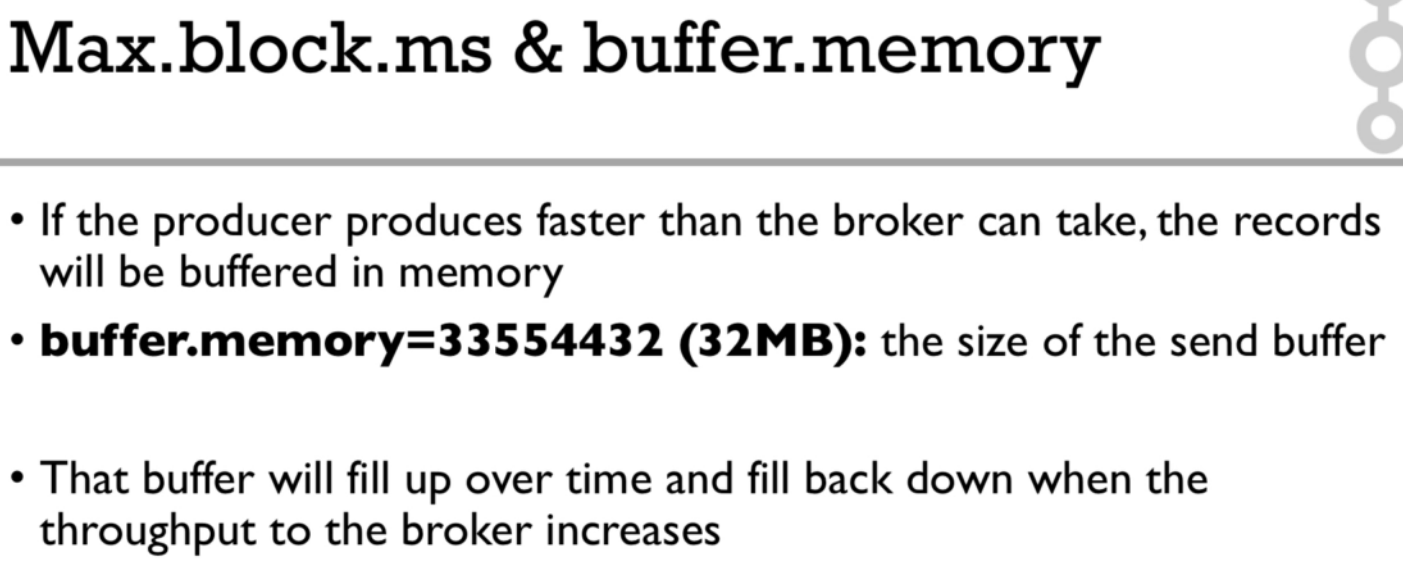 Max.block.ms & buffer.memory
• If the producer produces faster than the broker can take, the records
will be buffered in memory
• buffer.memory=33554432 (32MB): the size of the send buffer
• That buffer will fill up over time and fill back down when the
throughput to the broker increases